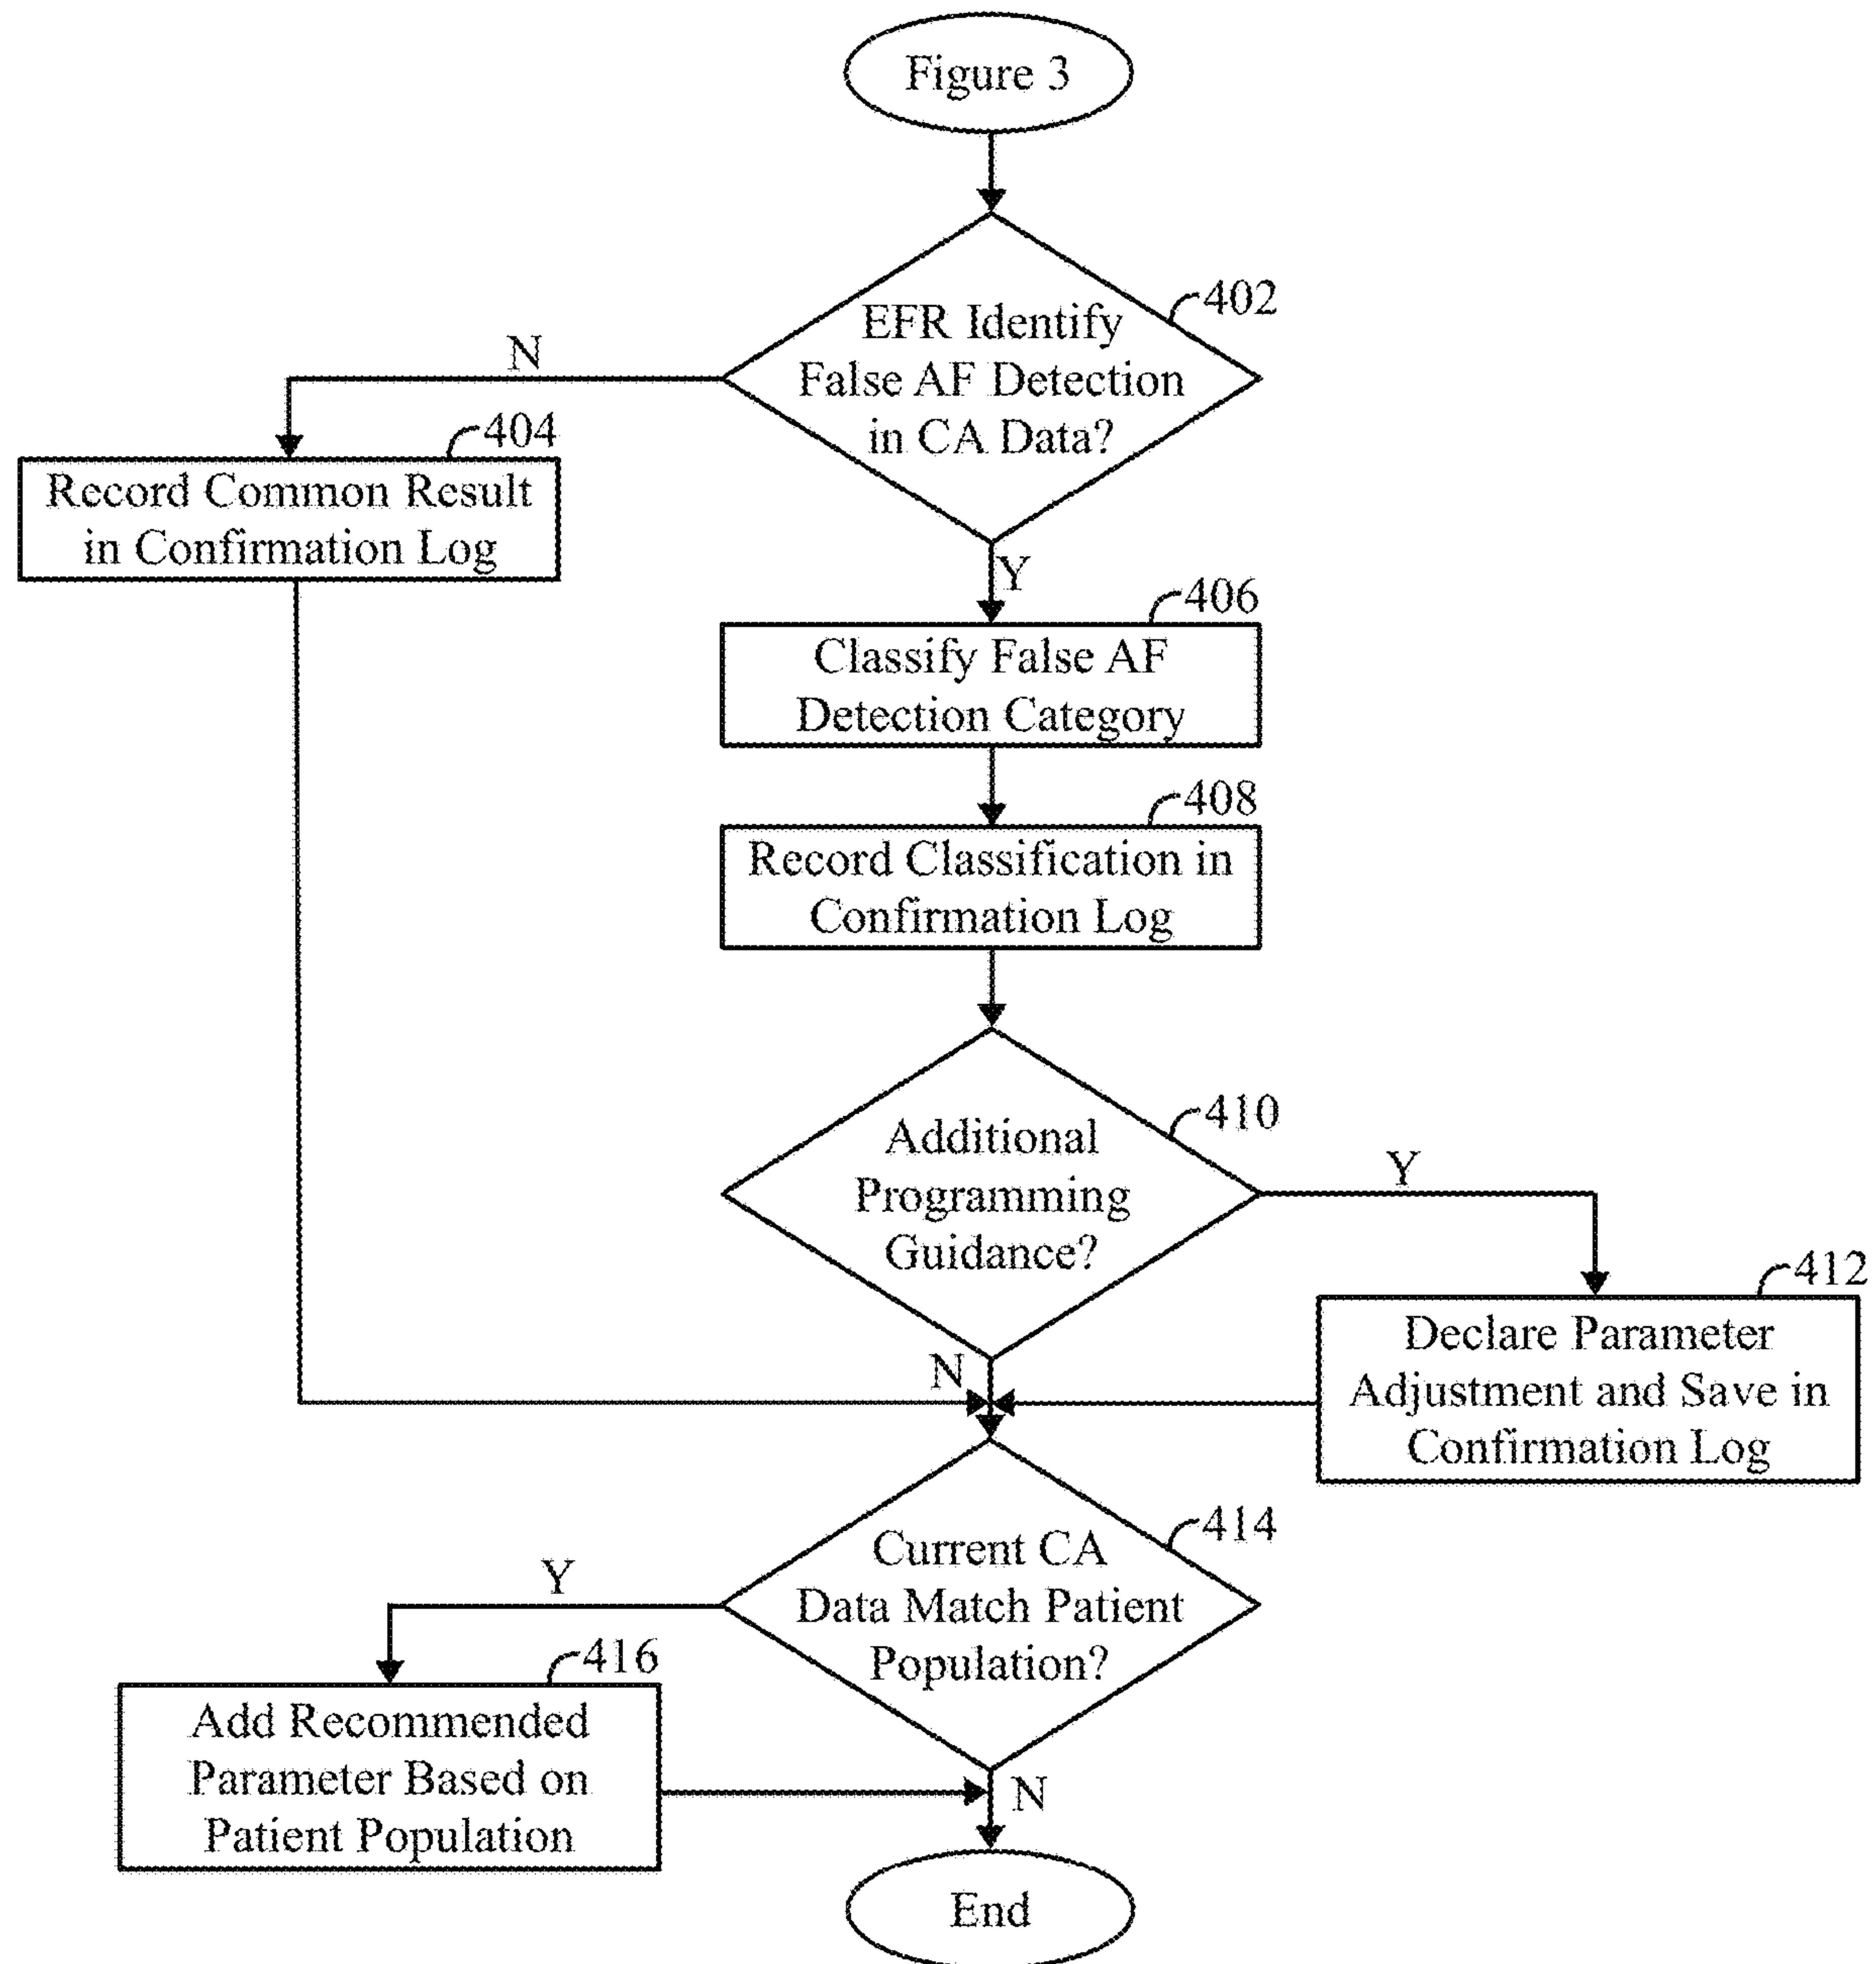 Figure 3
402
EFR Identify
False AF Detection
in CA Data?
N
404
Record Common Result
in Confirmation Log
Y
406
Classify False AF
Detection Category
408
Record Classification in
Confirmation Log
410
Additional
Programming
Guidance?
Y
412
Declare Parameter
Adjustment and Save in
Confirmation Log
N
414
Current CA
Data Match Patient
Population?
Y
416
Add Recommended
Parameter Based on
Patient Population
N
End